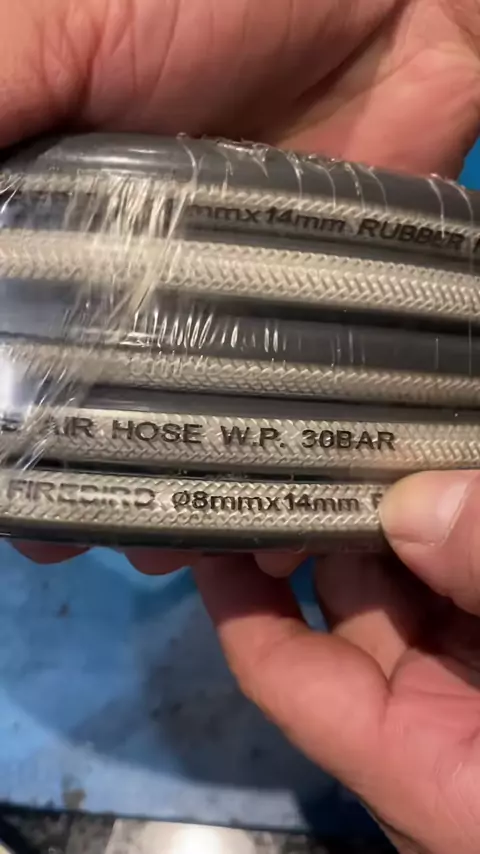 mmx14mm RUBBER
AIR HOSE W.P. 30BAR
FIREBIRD Ø8mmx14mm